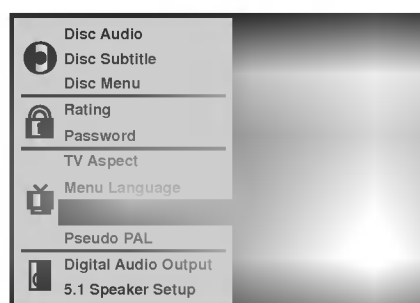 Disc Audio
Disc Subtitle
Disc Menu
Rating
Password
TV Aspect
Menu Language
Pseudo PAL
Digital Audio Output
5.1 Speaker Setup